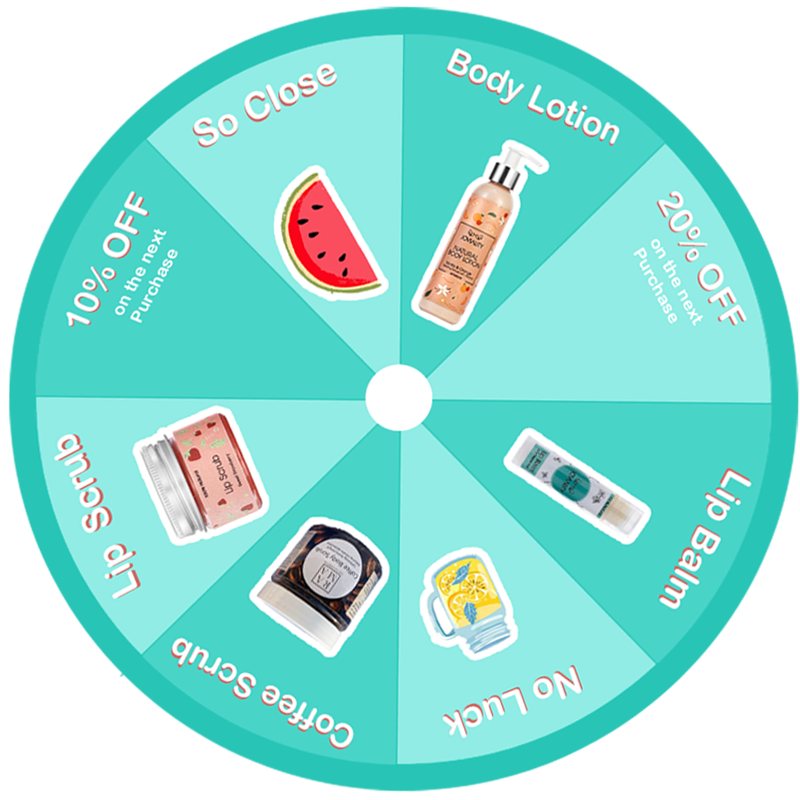 Body Lotion
20% OFF
on the next
Purchase
Lip Balm
No Luck
Coffee Scrub
Lip Scrub
10% OFF
on the next
Purchase
So Close
JOVIALITY
NATURAL
BODY LOTION
Lip Scrub
Coffee Body Scrub